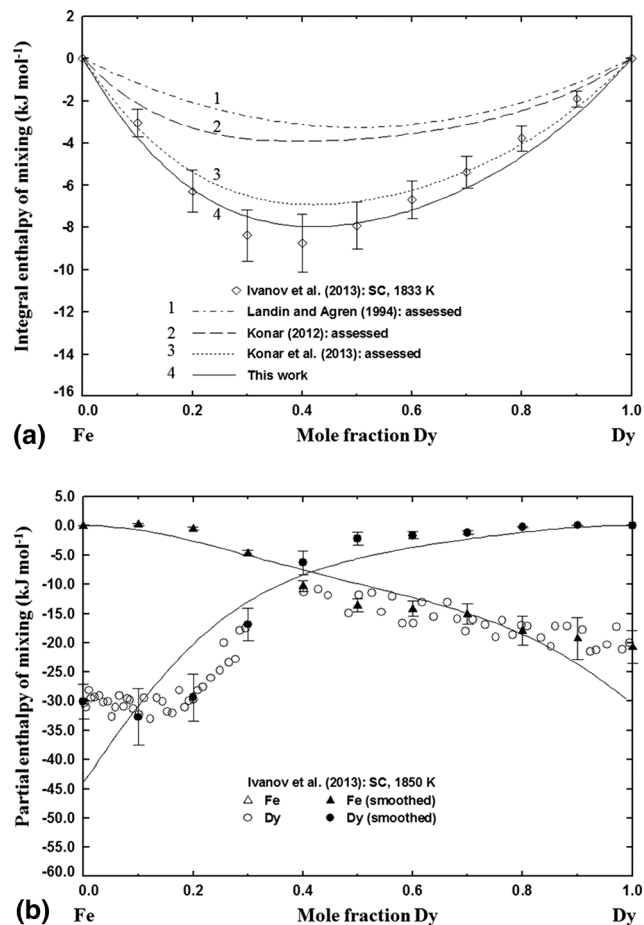 2
0
-2
-4
-6
-8
-10
-12
-14
-16
Integral enthalpy of mixing (kJ mol-1)
1
2
3
4
Ivanov et al. (2013): SC, 1833 K
1 Landin and Agren (1994): assessed
2 Konar (2012): assessed
3 Konar et al. (2013): assessed
4 This work
0.0 0.2 0.4 0.6 0.8 1.0
(a) Fe Mole fraction Dy Dy
5.0
0.0
-5.0
-10.0
-15.0
-20.0
-25.0
-30.0
-35.0
-40.0
-45.0
-50.0
-55.0
-60.0
Partial enthalpy of mixing (kJ mol-1)
Ivanov et al. (2013): SC, 1850 K
Fe Fe (smoothed)
Dy Dy (smoothed)
0.0 0.2 0.4 0.6 0.8 1.0
(b) Fe Mole fraction Dy Dy